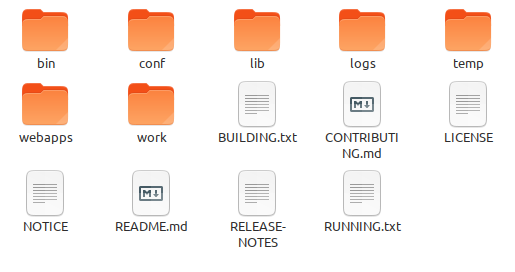 bin
conf
lib
logs
temp
webapps
work
BUILDING.txt
CONTRIBUTI
NG.md
LICENSE
NOTICE
README.md
RELEASE-
NOTES
RUNNING.txt